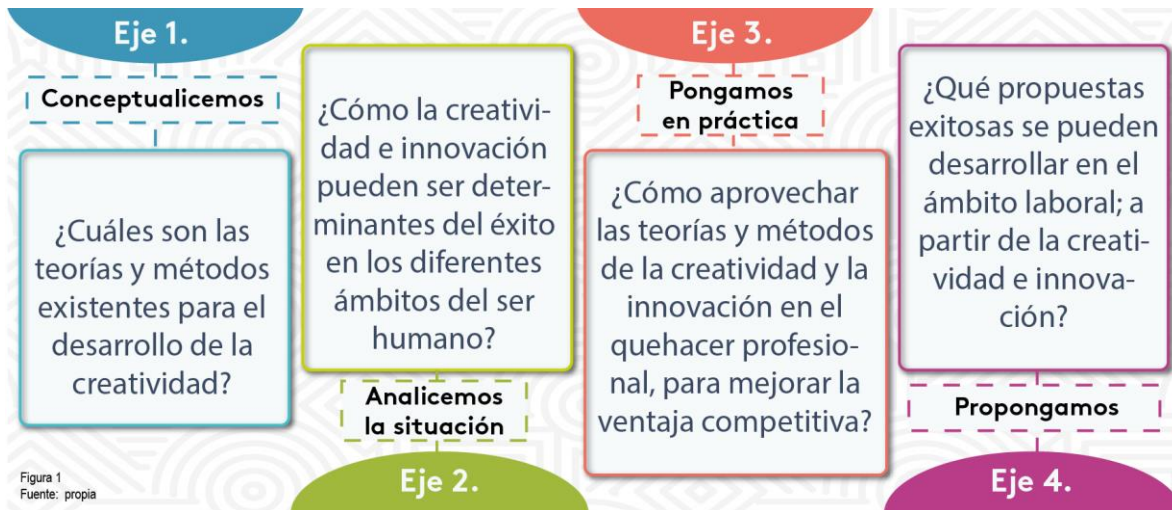 Eje 1.
Conceptualicemos
¿Cuáles son las
teorías y métodos
existentes para el
desarrollo de la
creatividad?
¿Cómo la creativi-
dad e innovación
pueden ser deter-
minantes del éxito
en los diferentes
ámbitos del ser
humano?
Analicemos
la situación
Eje 2.
Eje 3.
Pongamos
en práctica
¿Cómo aprovechar
las teorías y métodos
de la creatividad y la
innovación en el
quehacer profesio-
nal, para mejorar la
ventaja competitiva?
¿Qué propuestas
exitosas se pueden
desarrollar en el
ámbito laboral; a
partir de la creati-
vidad e innova-
ción?
Propongamos
Eje 4.
Figura 1
Fuente: propia